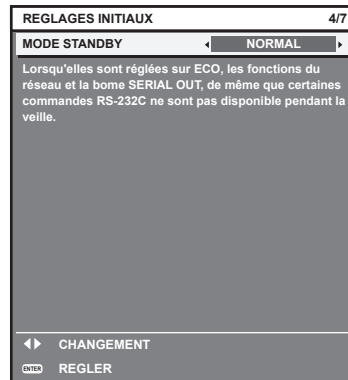 REGLAGES INITIAUX 4/7
MODE STANDBY NORMAL
Lorsqu'elles sont réglées sur ECO, les fonctions du
réseau et la bome SERIAL OUT, de même que certaines
commandes RS-232C ne sont pas disponible pendant la
veille.
CHANGEMENT
ENTER REGLER